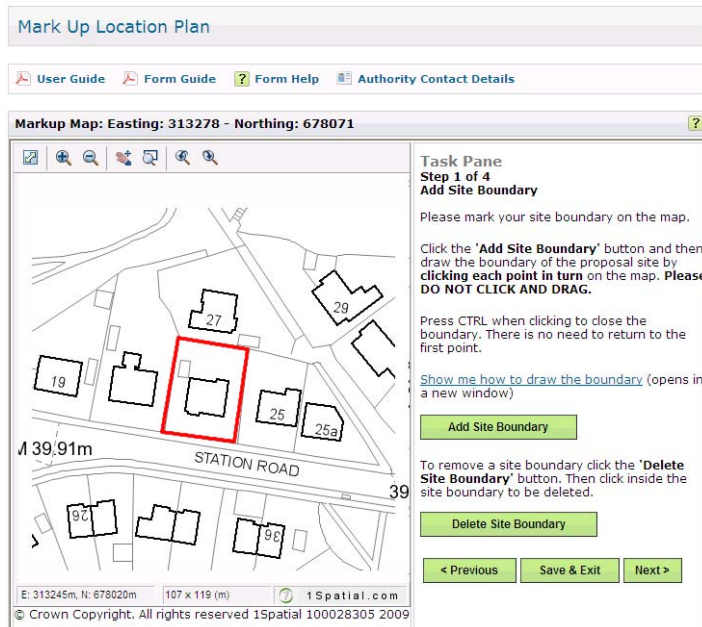 Mark Up Location Plan
User Guide Form Guide ? Form Help Authority Contact Details
Markup Map: Easting: 313278 - Northing: 678071 ?
27
29
19
25
25a
M 39.91m
STATION ROAD
39
26
36
E: 313245m, N: 678020m 107 x 119 (m) 1Spatial.com
© Crown Copyright. All rights reserved 1Spatial 100028305 2009
Task Pane
Step 1 of 4
Add Site Boundary
Please mark your site boundary on the map.
Click the 'Add Site Boundary' button and then
draw the boundary of the proposal site by
clicking each point in turn on the map. Please
DO NOT CLICK AND DRAG.
Press CTRL when clicking to close the
boundary. There is no need to return to the
first point.
Show me how to draw the boundary (opens in
a new window)
Add Site Boundary
To remove a site boundary click the 'Delete
Site Boundary' button. Then click inside the
site boundary to be deleted.
Delete Site Boundary
< Previous Save & Exit Next >